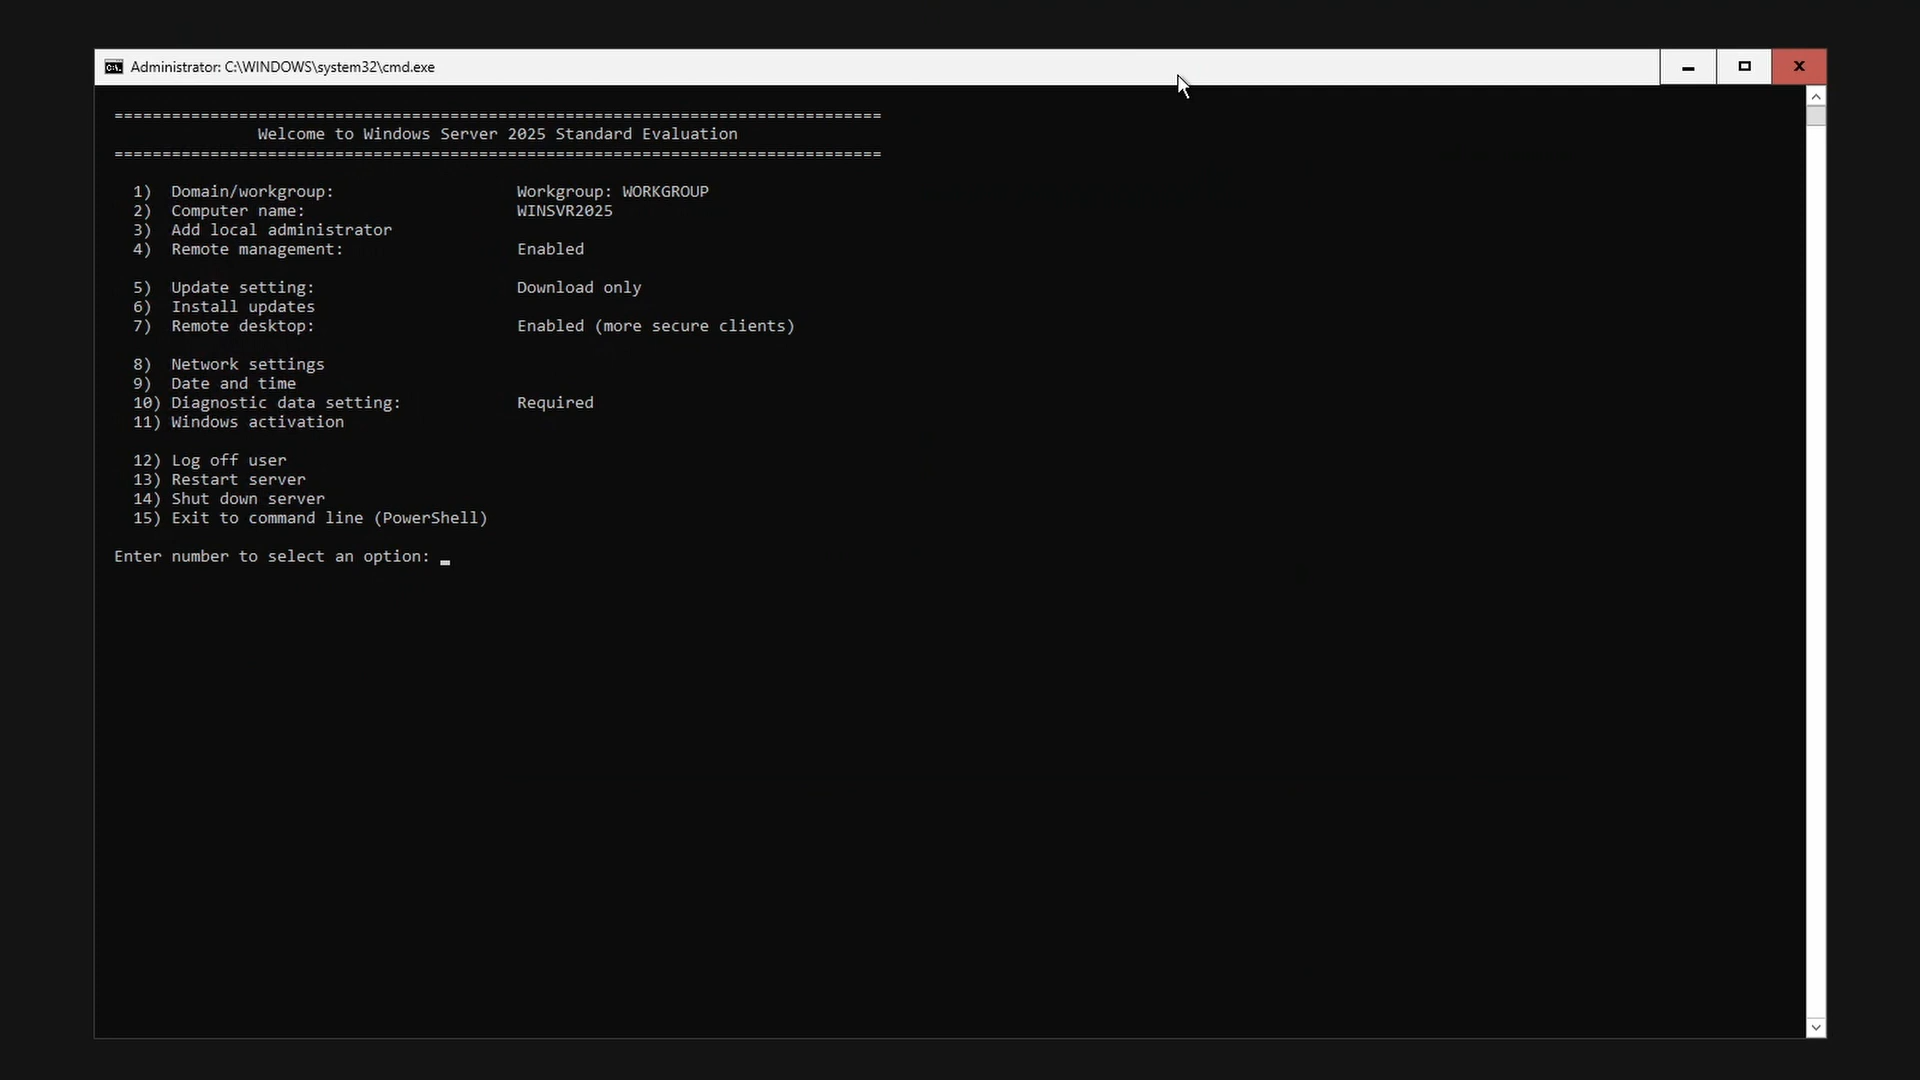 Administrator: C:\WINDOWS\system32\cmd.exe
================================================================================
Welcome to Windows Server 2025 Standard Evaluation
================================================================================
1) Domain/workgroup: Workgroup: WORKGROUP
2) Computer name: WINSVR2025
3) Add local administrator
4) Remote management: Enabled
5) Update setting: Download only
6) Install updates
7) Remote desktop: Enabled (more secure clients)
8) Network settings
9) Date and time
10) Diagnostic data setting: Required
11) Windows activation
12) Log off user
13) Restart server
14) Shut down server
15) Exit to command line (PowerShell)
Enter number to select an option: _